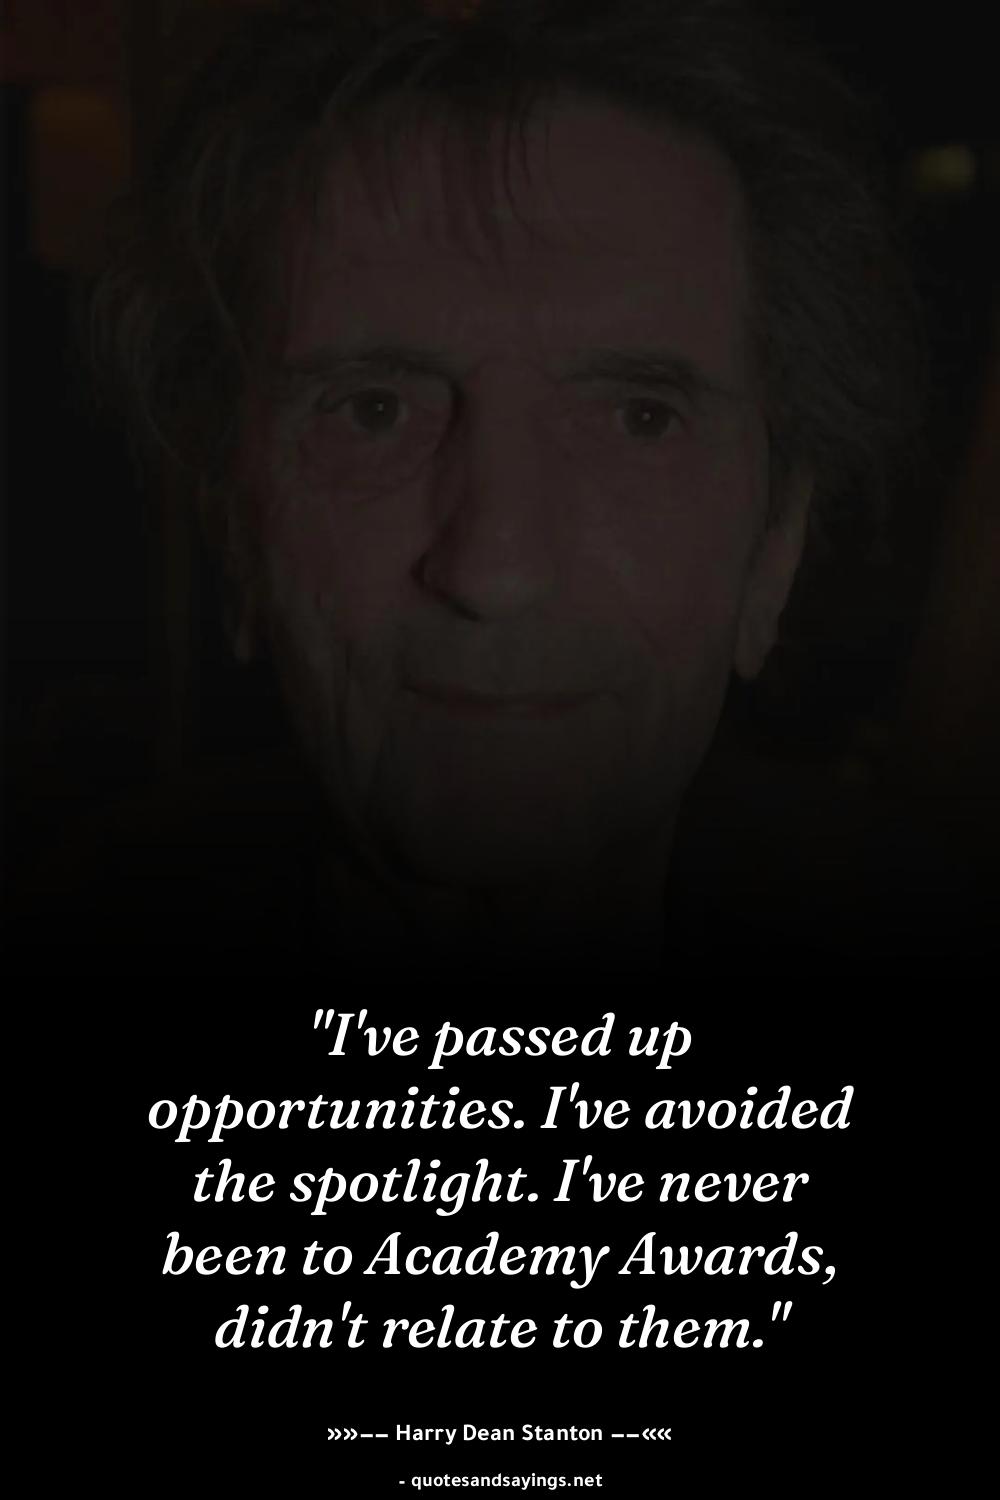 "I've passed up
opportunities. I've avoided
the spotlight. I've never
been to Academy Awards,
didn't relate to them."
»»−− Harry Dean Stanton −−««
- quotesandsayings.net